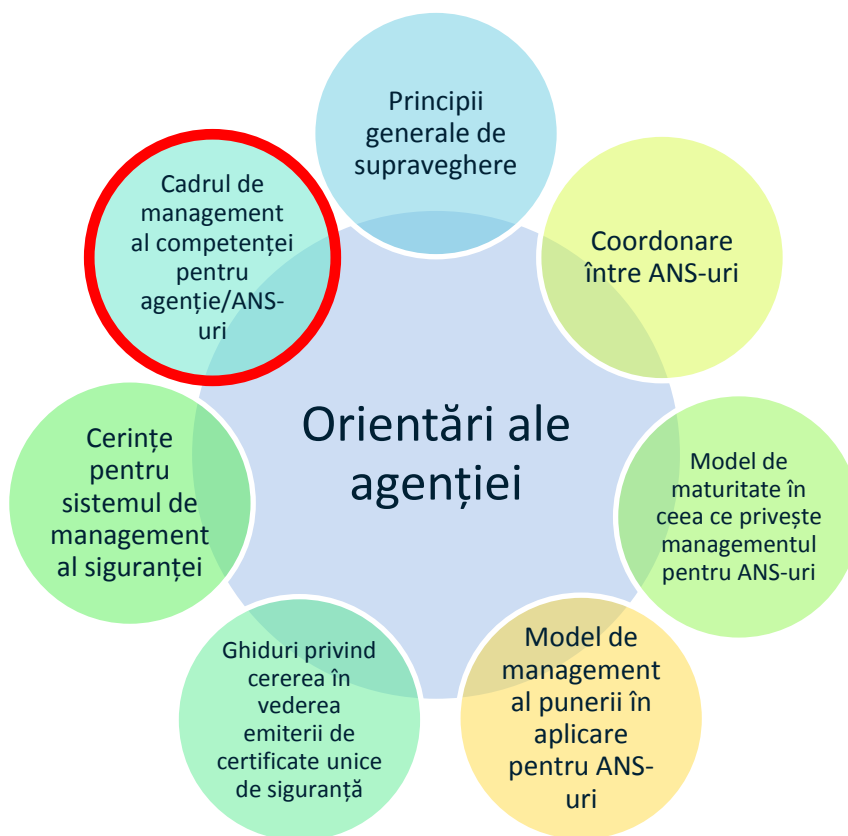 Principii
generale de
supraveghere
Coordonare
între ANS-uri
Model de
maturitate în
ceea ce privește
managementul
pentru ANS-uri
Model de
management
al punerii în
aplicare
pentru ANS-
uri
Ghiduri privind
cererea în
vederea
emiterii de
certificate unice
de siguranță
Cerințe
pentru
sistemul de
management
al siguranței
Cadrul de
management
al competenței
pentru
agenție/ANS-
uri
Orientări ale
agenției